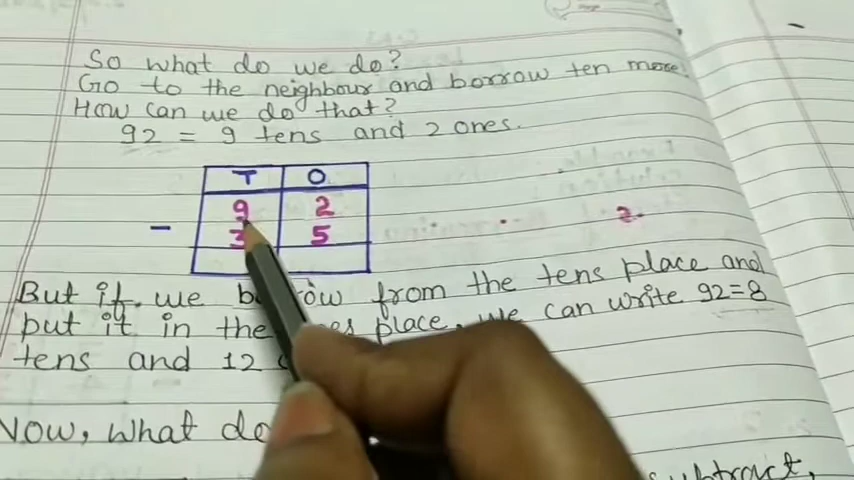 So what do we do?
Go to the neighbour and borrow ten more.
How can we do that?
92 = 9 tens and 2 ones.
T O
9 2
- 3 5
But if we borrow from the tens place and
put it in the ones place, we can write 92=8
tens and 12
Now, what do
subtract,
2.